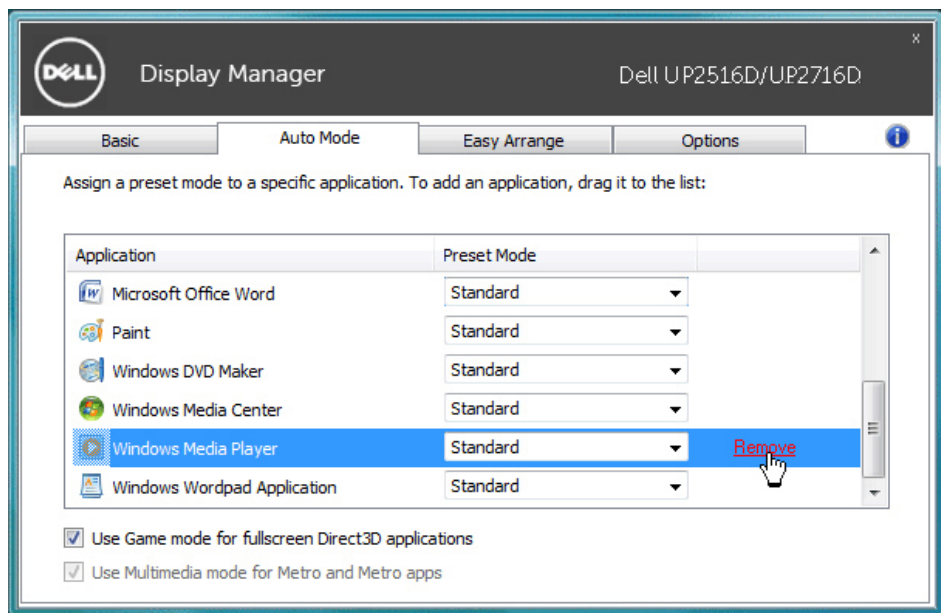 DELL
Display Manager
Dell UP2516D/UP2716D
x
Basic
Auto Mode
Easy Arrange
Options
i
Assign a preset mode to a specific application. To add an application, drag it to the list:
Application Preset Mode
Microsoft Office Word Standard
Paint Standard
Windows DVD Maker Standard
Windows Media Center Standard
Windows Media Player Standard Remove
Windows Wordpad Application Standard
Use Game mode for fullscreen Direct3D applications
Use Multimedia mode for Metro and Metro apps